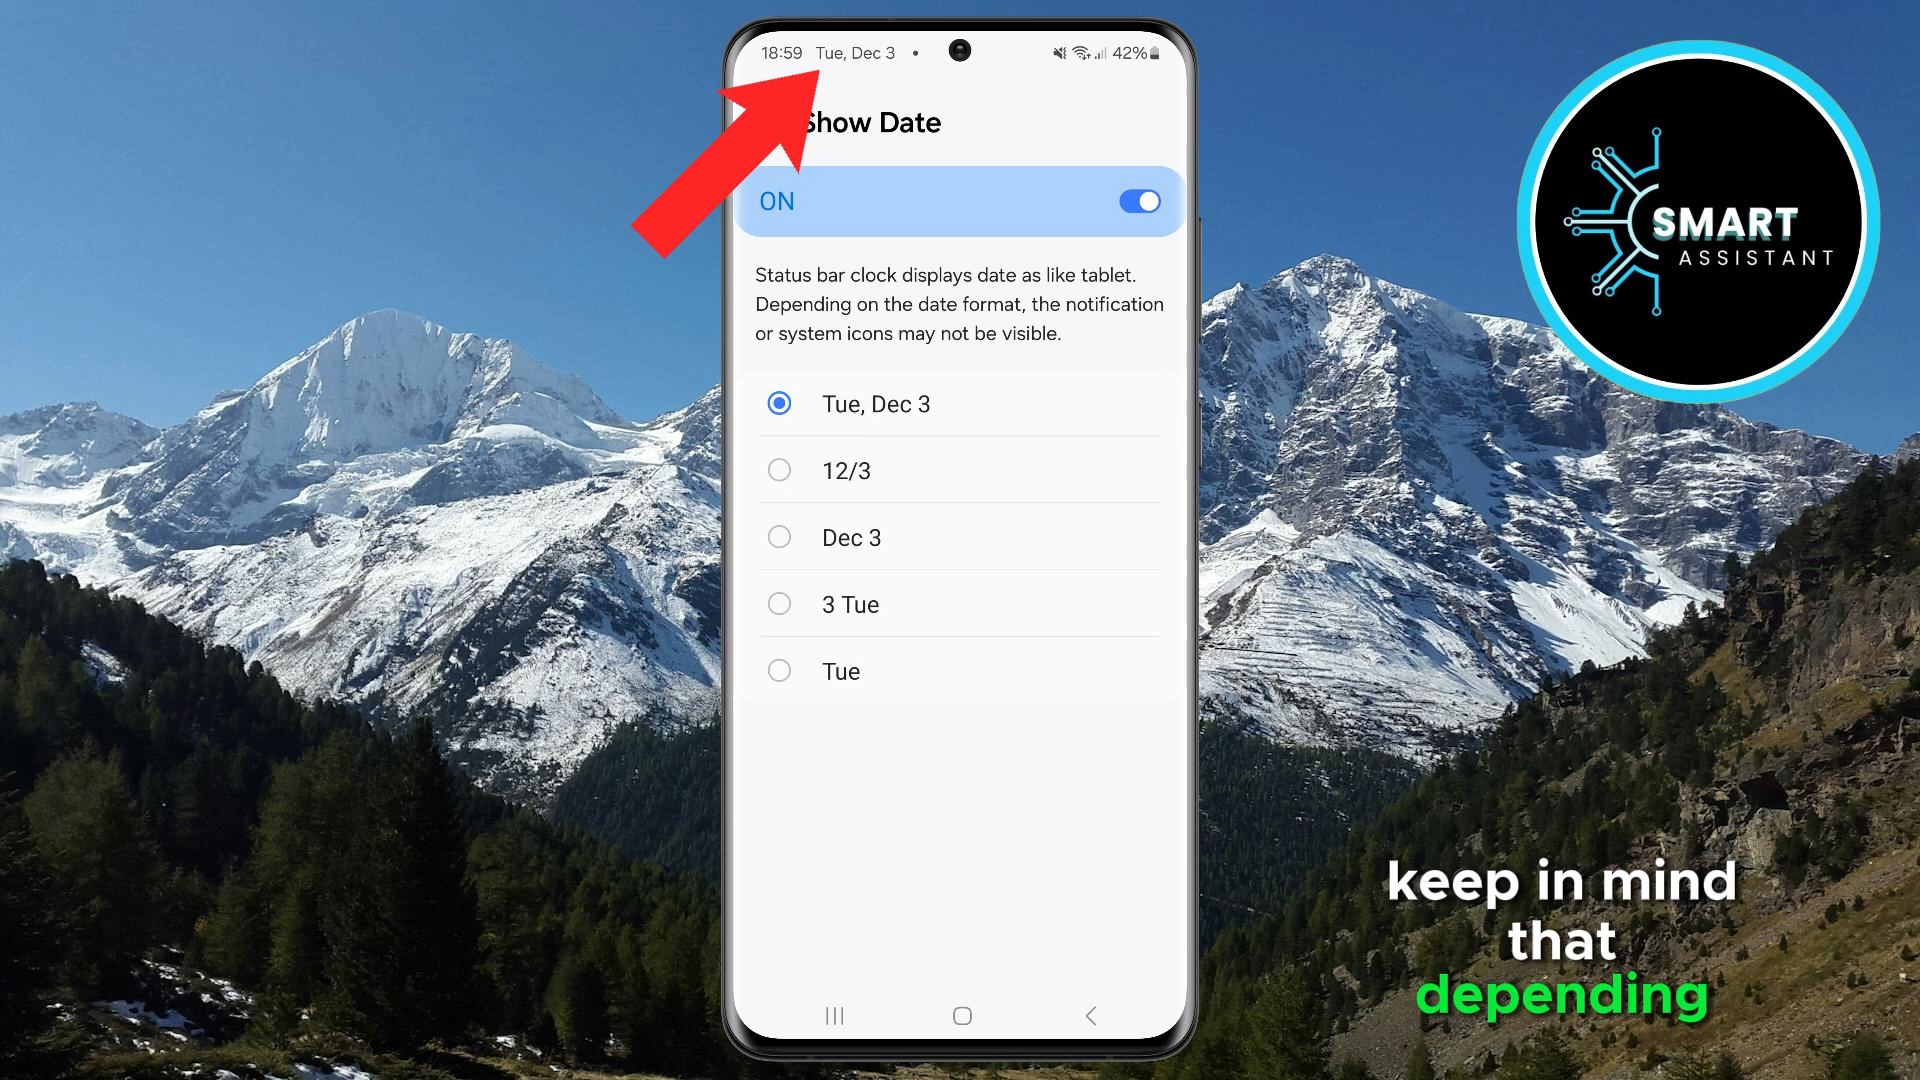 18:59 Tue, Dec 3 • 42%
Show Date
ON
Status bar clock displays date as like tablet.
Depending on the date format, the notification
or system icons may not be visible.
Tue, Dec 3
12/3
Dec 3
3 Tue
Tue
SMART
ASSISTANT
keep in mind
that
depending